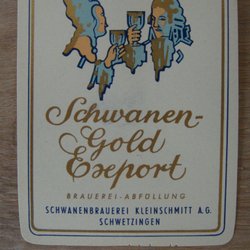 Schwanen-
Gold
Export
BRAUEREI-ABFÜLLUNG
SCHWANENBRAUEREI KLEINSCHMITT A.G.
SCHWETZINGEN